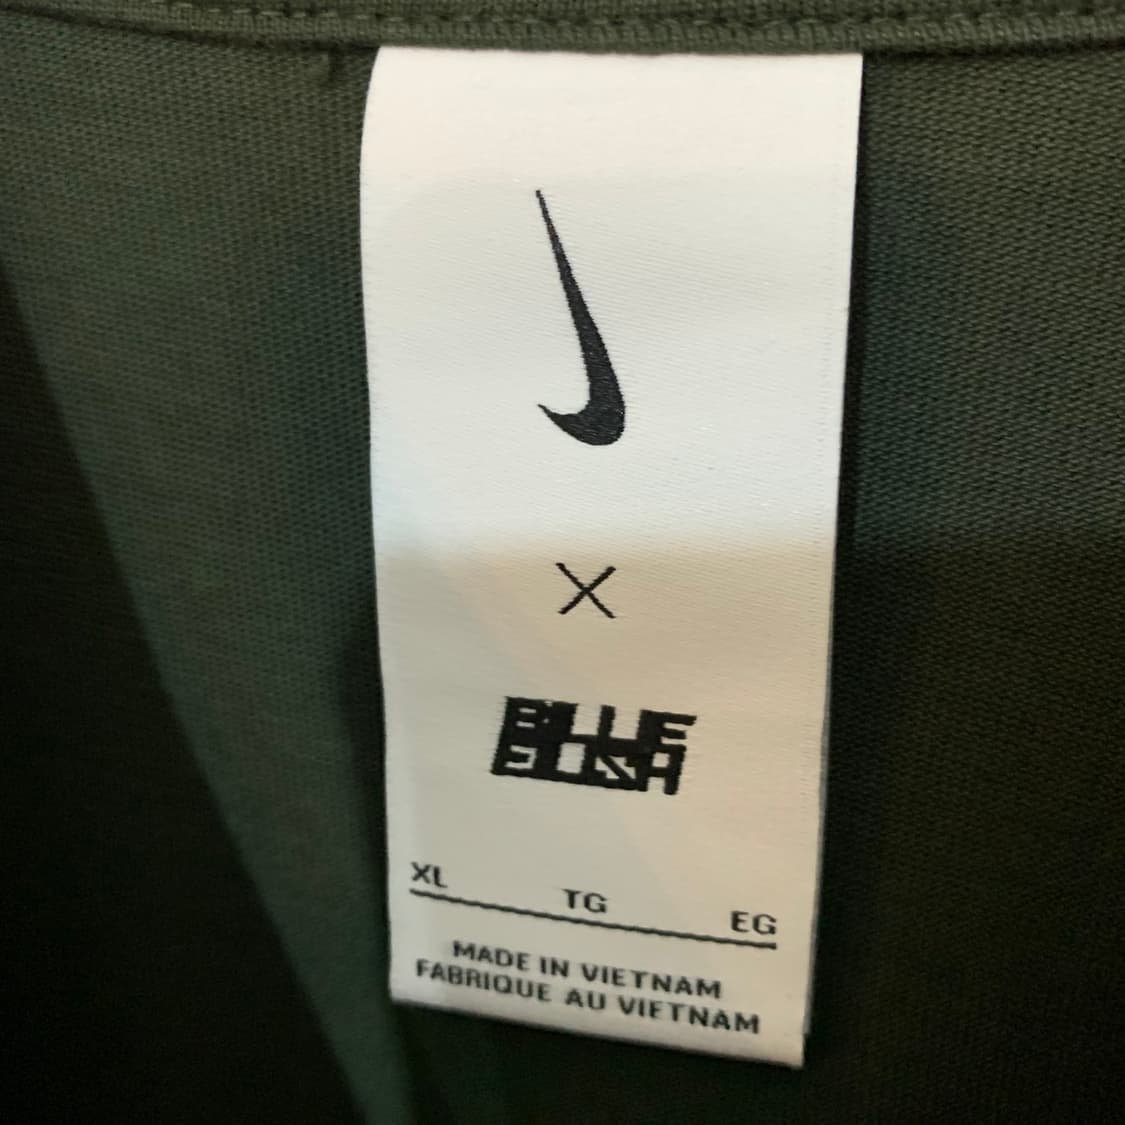 X
BILLIE
EILISH
XL TG EG
MADE IN VIETNAM
FABRIQUE AU VIETNAM